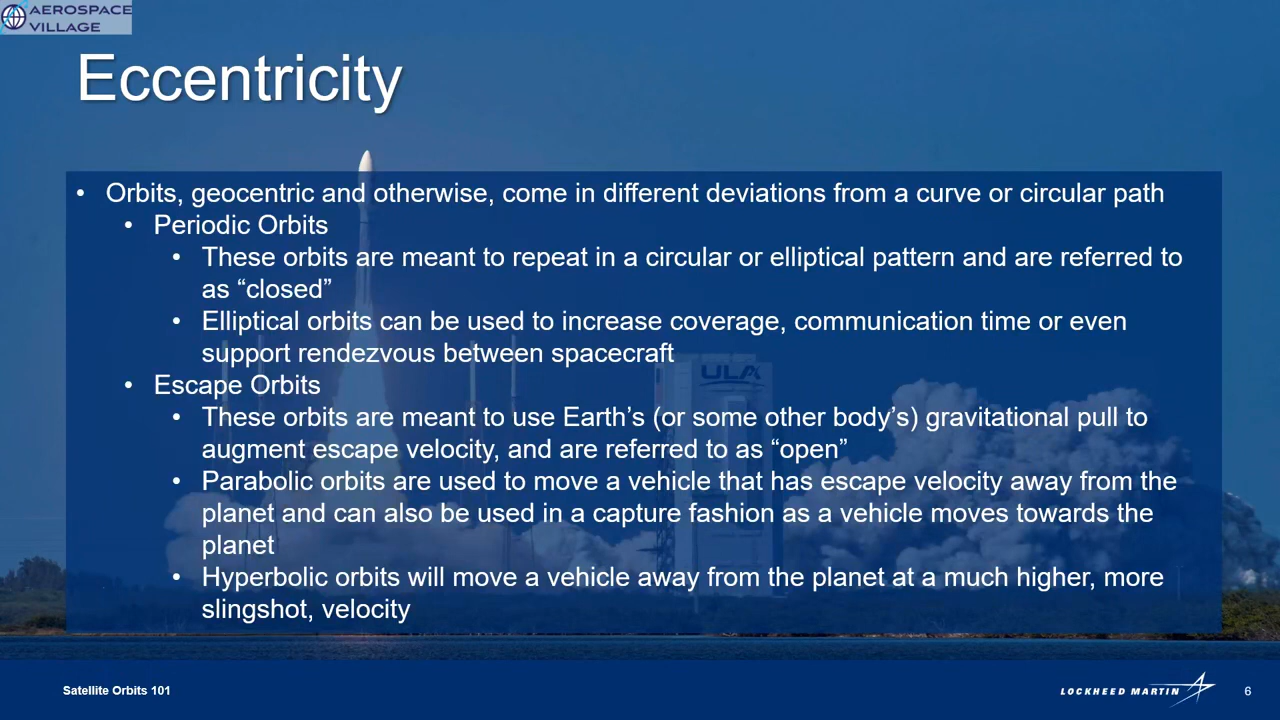 AEROSPACE
VILLAGE
Eccentricity
• Orbits, geocentric and otherwise, come in different deviations from a curve or circular path
• Periodic Orbits
• These orbits are meant to repeat in a circular or elliptical pattern and are referred to
as “closed”
• Elliptical orbits can be used to increase coverage, communication time or even
support rendezvous between spacecraft
• Escape Orbits
• These orbits are meant to use Earth’s (or some other body’s) gravitational pull to
augment escape velocity, and are referred to as “open”
• Parabolic orbits are used to move a vehicle that has escape velocity away from the
planet and can also be used in a capture fashion as a vehicle moves towards the
planet
• Hyperbolic orbits will move a vehicle away from the planet at a much higher, more
slingshot, velocity
ULA
Satellite Orbits 101
LOCKHEED MARTIN
6